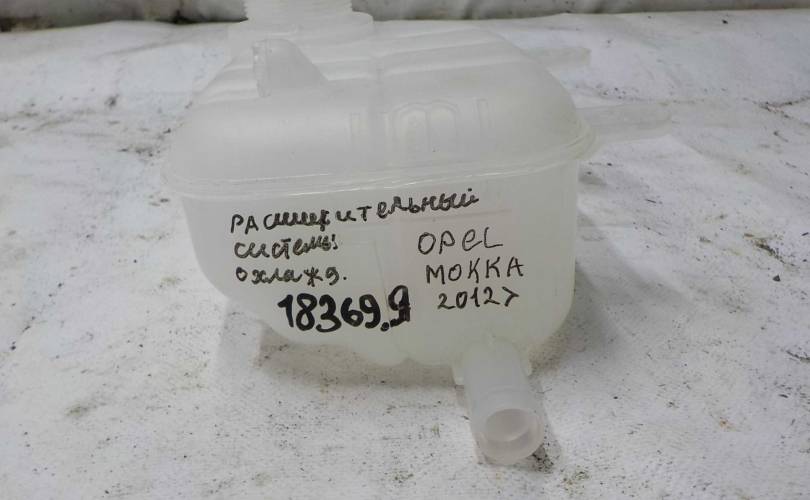 РАСШИРИТЕЛЬНЫЙ
СИСТЕМЫ
ОХЛАЖД.
18369.9
OPEL
MOKKA
2012>